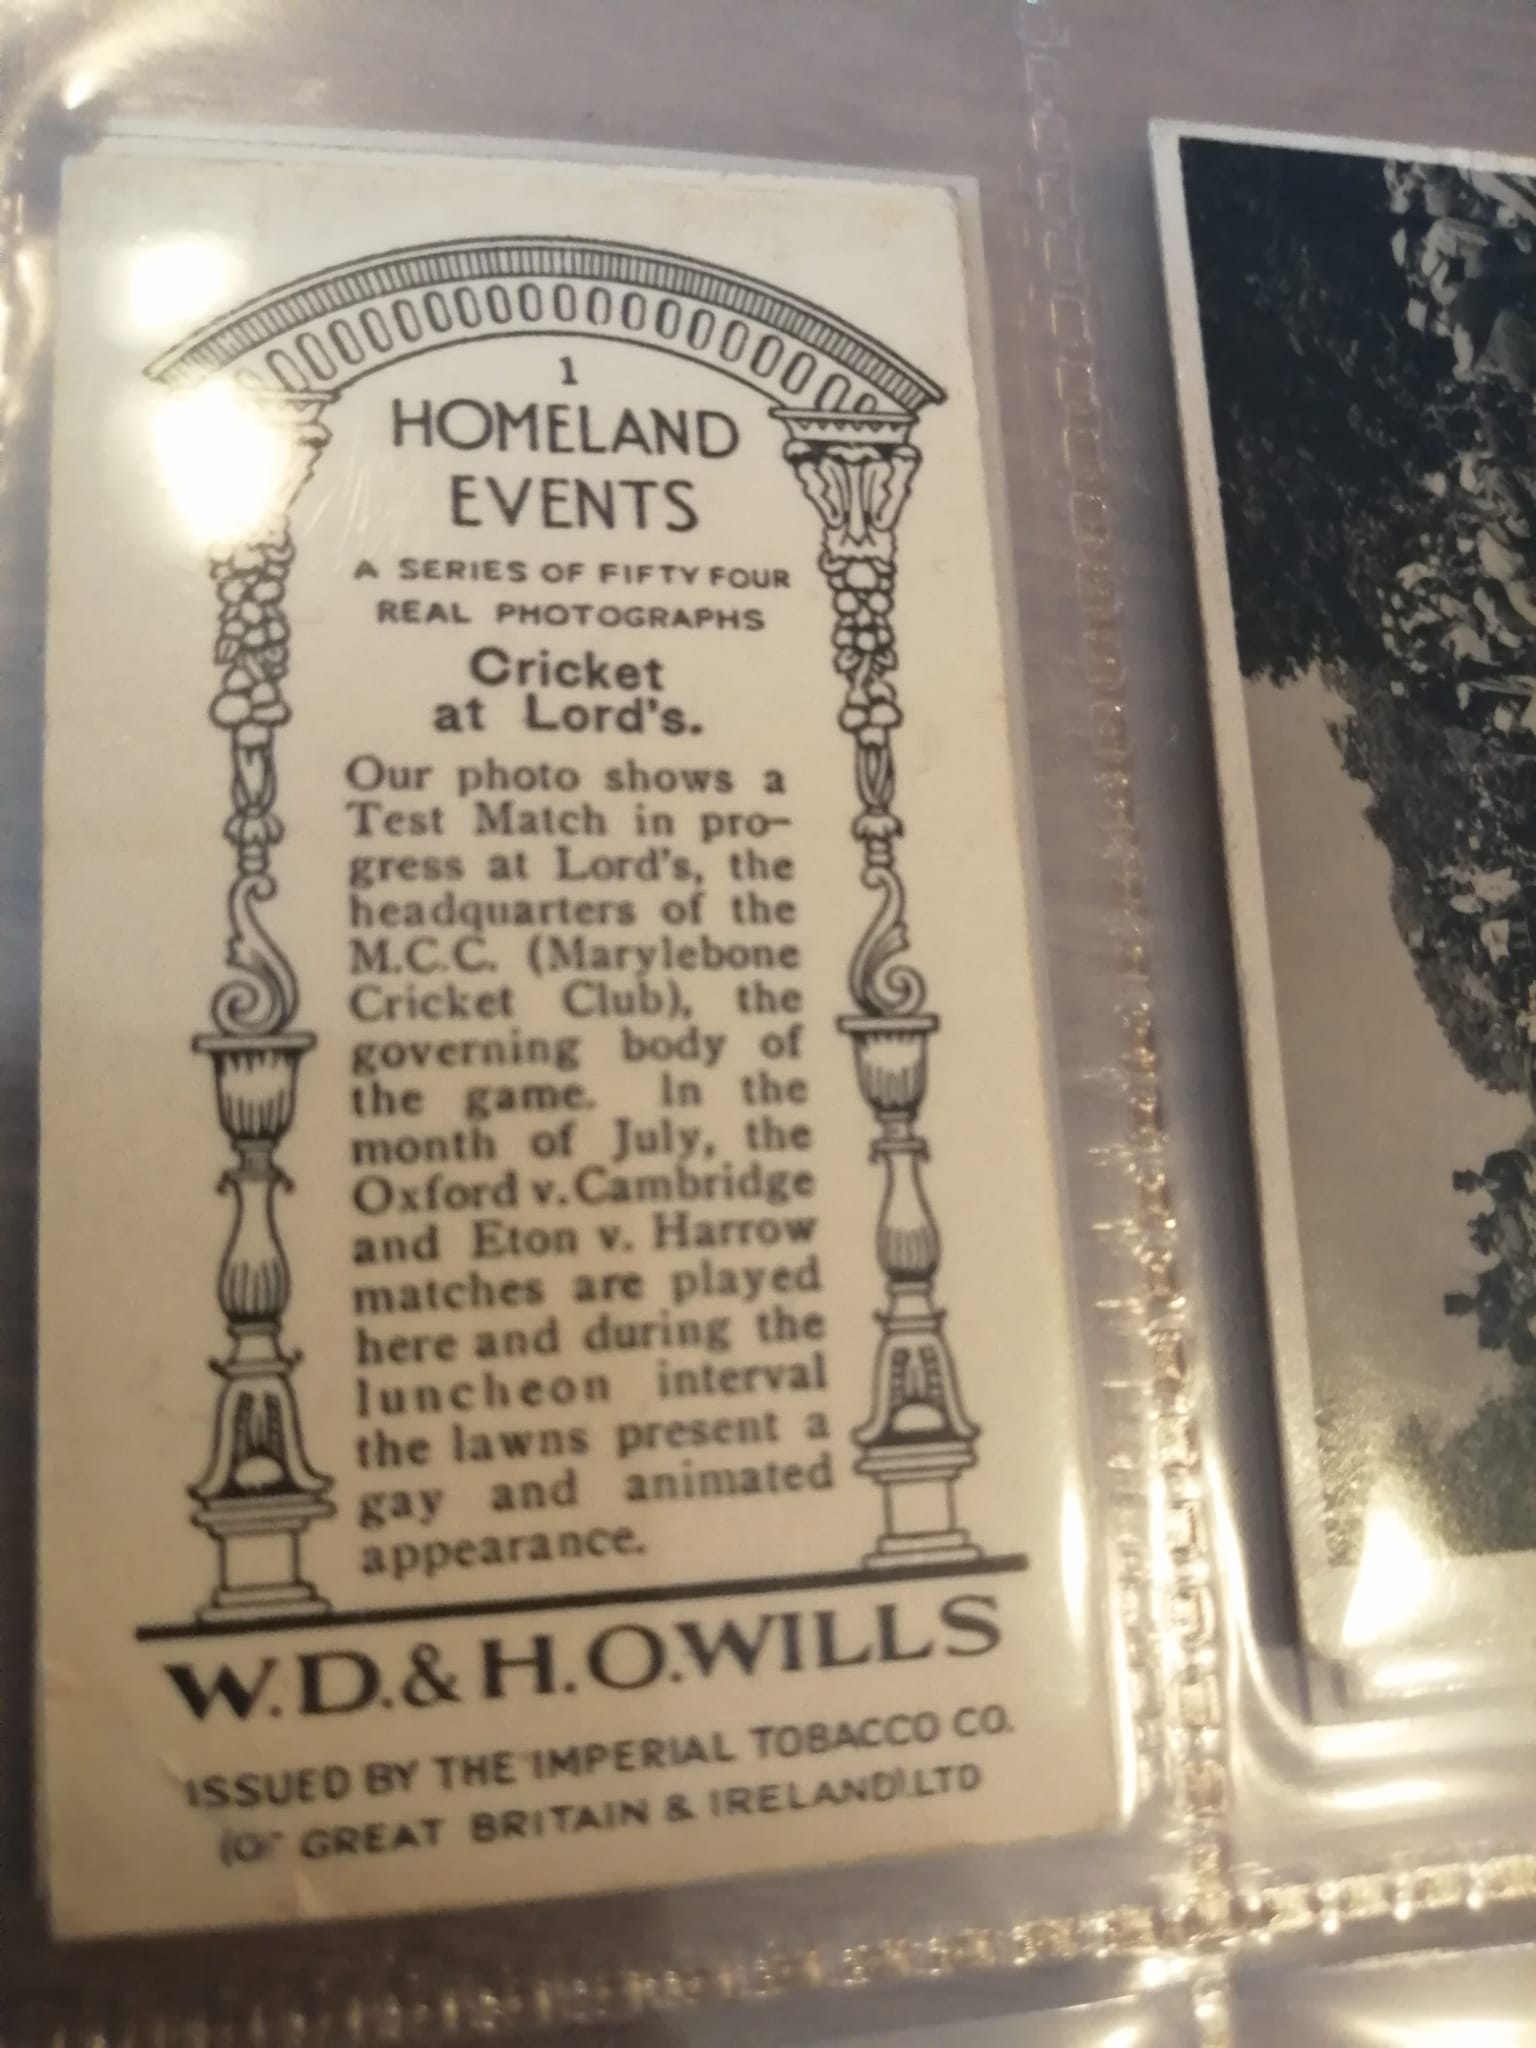 1
HOMELAND
EVENTS
A SERIES OF FIFTY FOUR
REAL PHOTOGRAPHS
Cricket
at Lord's.
Our photo shows a
Test Match in pro-
gress at Lord's, the
headquarters of the
M.C.C. (Marylebone
Cricket Club), the
governing body of
the game. In the
month of July, the
Oxford v. Cambridge
and Eton v. Harrow
matches are played
here and during the
luncheon interval
the lawns present a
gay and animated
appearance.
W.D. & H.O. WILLS
ISSUED BY THE IMPERIAL TOBACCO CO.
(OF GREAT BRITAIN & IRELAND) LTD